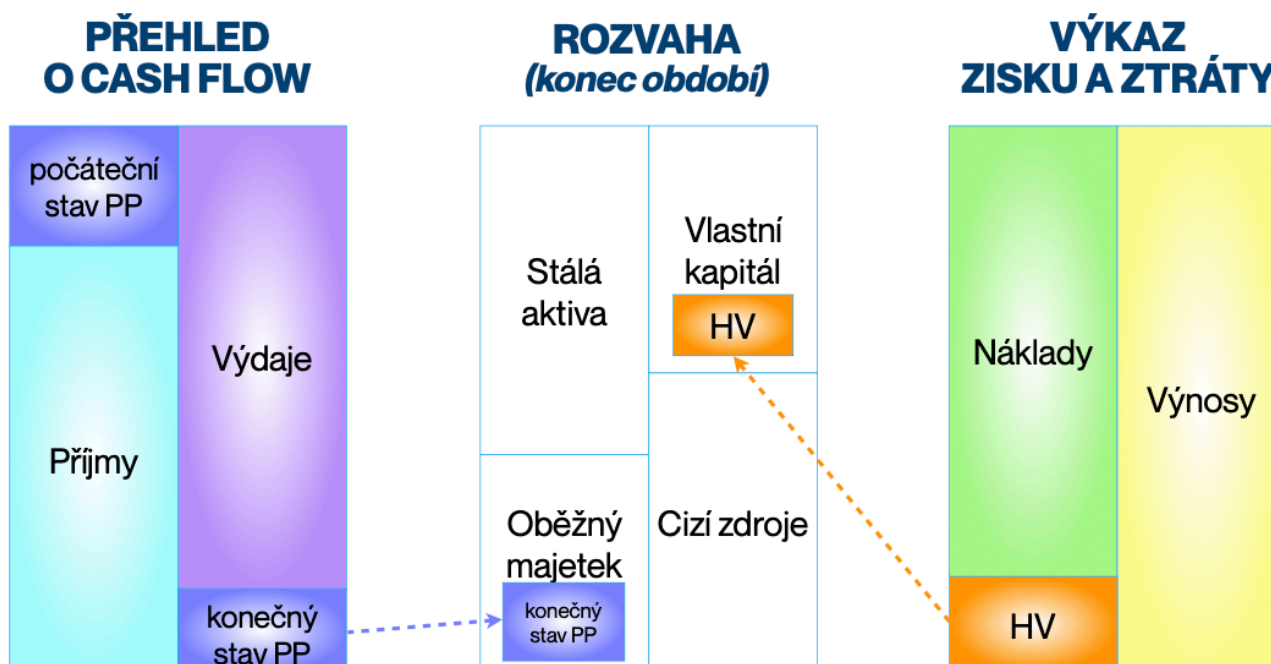 PŘEHLED
O CASH FLOW
počáteční
stav PP
Příjmy
Výdaje
konečný
stav PP
ROZVAHA
(konec období)
Stálá
aktiva
Oběžný
majetek
konečný
stav PP
Vlastní
kapitál
HV
Cizí zdroje
VÝKAZ
ZISKU A ZTRÁTY
Náklady
HV
Výnosy